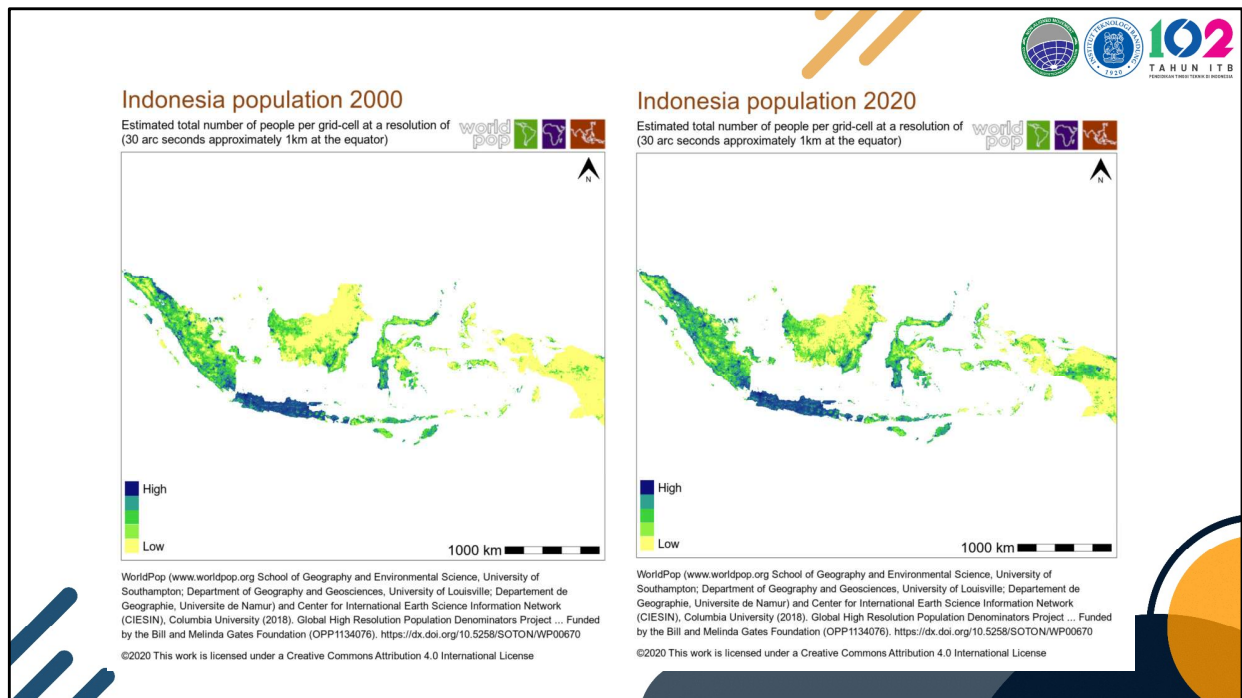 INSTITUT TEKNOLOGI BANDUNG
1920
102
TAHUN ITB
PENDIDIKAN TINGGI TEKNIK DI INDONESIA
Indonesia population 2000
Estimated total number of people per grid-cell at a resolution of
(30 arc seconds approximately 1km at the equator)
world
pop
N
High
Low
1000 km
WorldPop (www.worldpop.org School of Geography and Environmental Science, University of
Southampton; Department of Geography and Geosciences, University of Louisville; Departement de
Geographie, Universite de Namur) and Center for International Earth Science Information Network
(CIESIN), Columbia University (2018). Global High Resolution Population Denominators Project ... Funded
by the Bill and Melinda Gates Foundation (OPP1134076). https://dx.doi.org/10.5258/SOTON/WP00670
©2020 This work is licensed under a Creative Commons Attribution 4.0 International License
Indonesia population 2020
Estimated total number of people per grid-cell at a resolution of
(30 arc seconds approximately 1km at the equator)
world
pop
N
High
Low
1000 km
WorldPop (www.worldpop.org School of Geography and Environmental Science, University of
Southampton; Department of Geography and Geosciences, University of Louisville; Departement de
Geographie, Universite de Namur) and Center for International Earth Science Information Network
(CIESIN), Columbia University (2018). Global High Resolution Population Denominators Project ... Funded
by the Bill and Melinda Gates Foundation (OPP1134076). https://dx.doi.org/10.5258/SOTON/WP00670
©2020 This work is licensed under a Creative Commons Attribution 4.0 International License